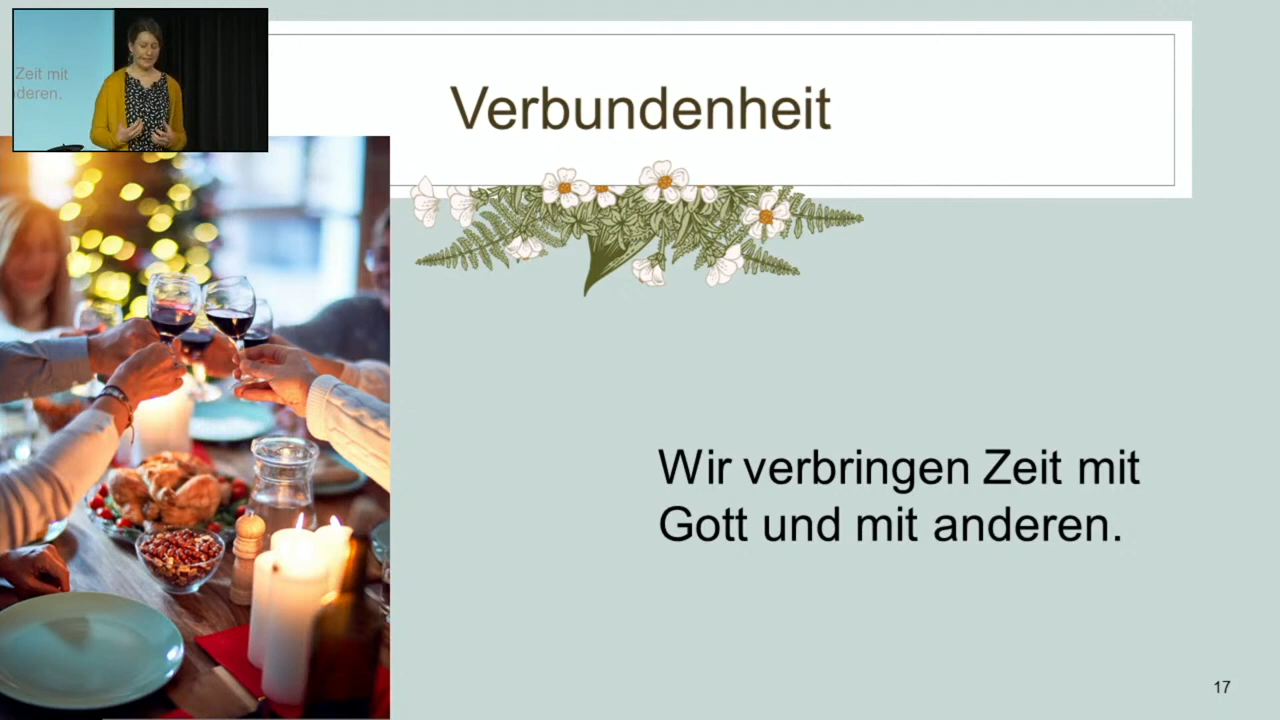 Zeit mit
deren.
Verbundenheit
Wir verbringen Zeit mit
Gott und mit anderen.
17